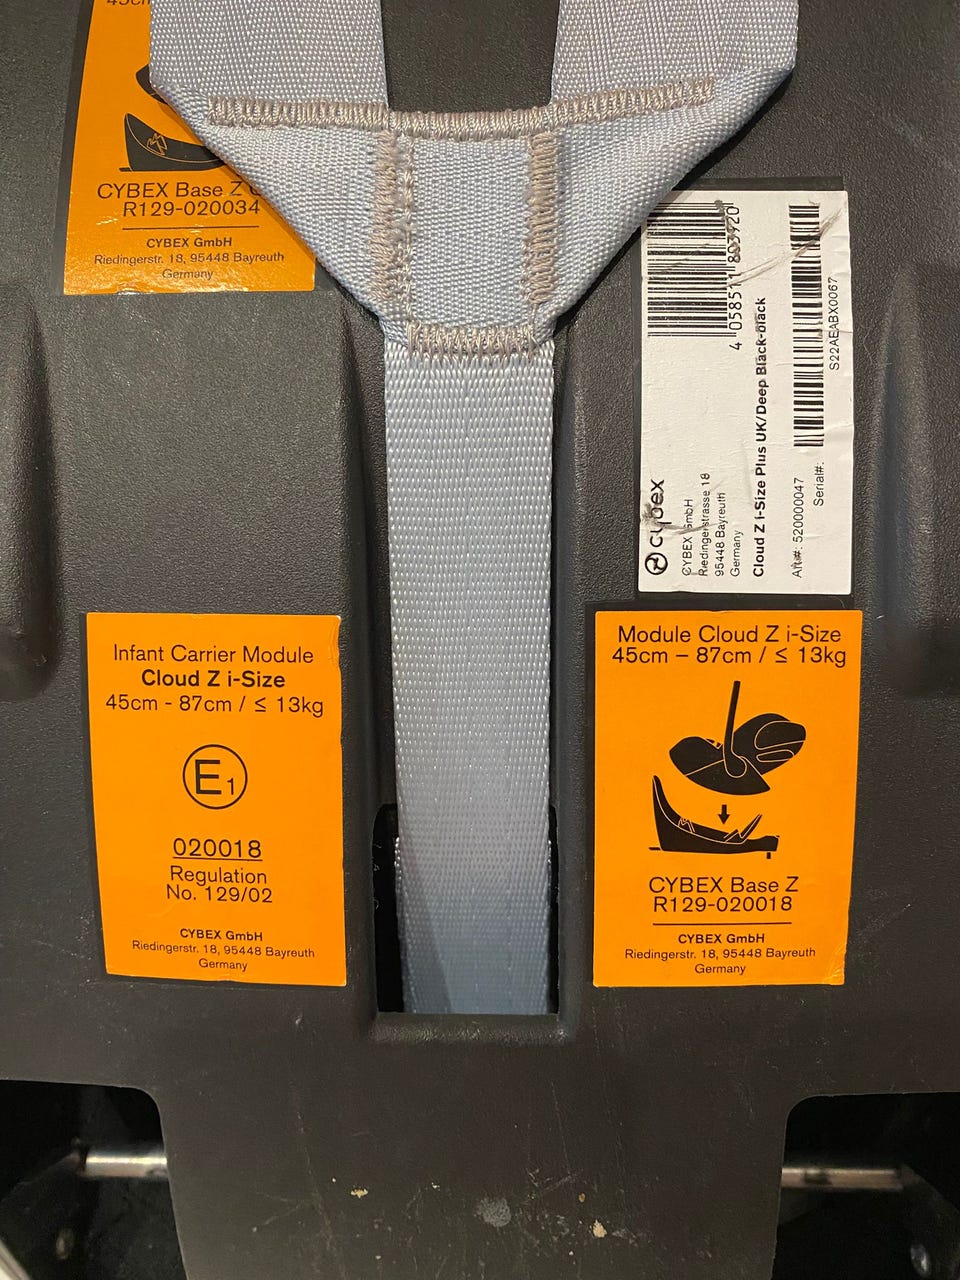 CYBEX Base Z
R129-020034
CYBEX GmbH
Riedingerstr. 18, 95448 Bayreuth
Germany
4 058511 803920
cybex
CYBEX GmbH
Riedingerstrasse 18
95448 Bayreuth
Germany
Cloud Z i-Size Plus UK/Deep Black-black
Art#: 520000047
Serial#:
S22AEABX0067
Infant Carrier Module
Cloud Z i-Size
45cm - 87cm / ≤ 13kg
E1
020018
Regulation
No. 129/02
CYBEX GmbH
Riedingerstr. 18, 95448 Bayreuth
Germany
Module Cloud Z i-Size
45cm – 87cm / ≤ 13kg
CYBEX Base Z
R129-020018
CYBEX GmbH
Riedingerstr. 18, 95448 Bayreuth
Germany